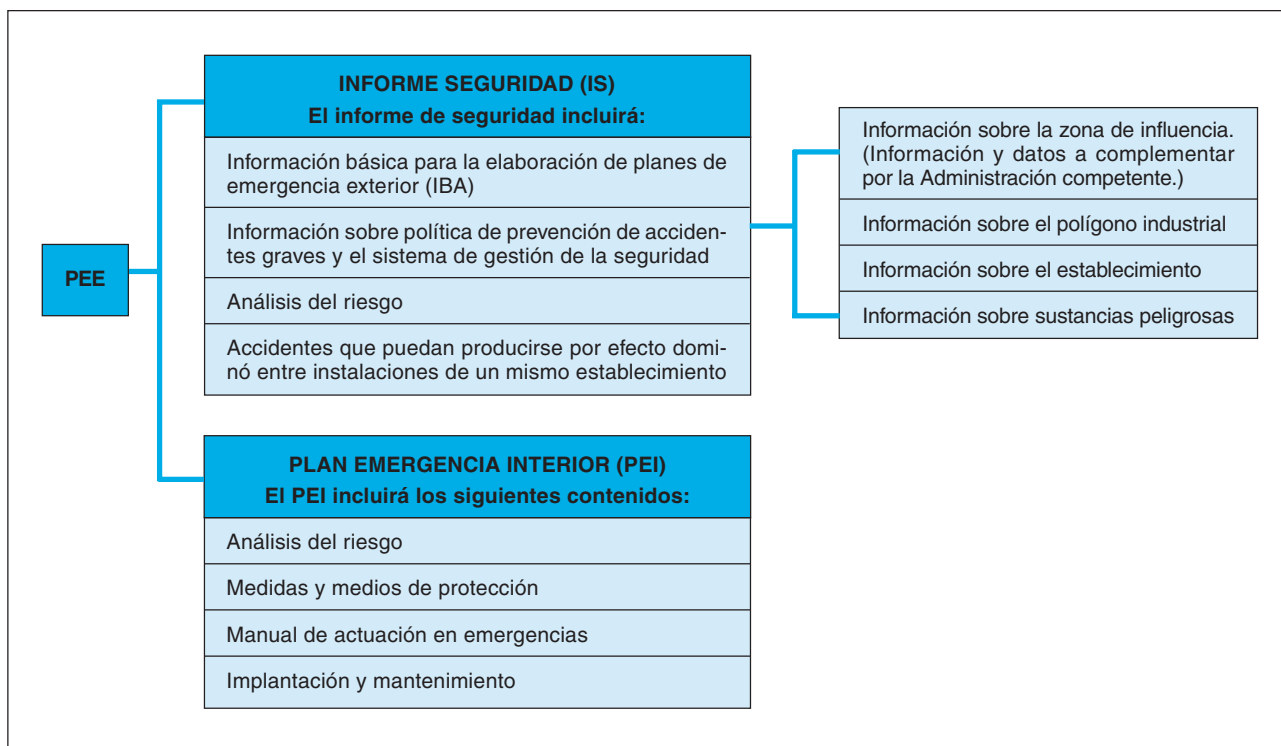 PEE
INFORME SEGURIDAD (IS)
El informe de seguridad incluirá:
Información básica para la elaboración de planes de
emergencia exterior (IBA)
Información sobre política de prevención de acciden-
tes graves y el sistema de gestión de la seguridad
Análisis del riesgo
Accidentes que puedan producirse por efecto domi-
nó entre instalaciones de un mismo establecimiento
Información sobre la zona de influencia.
(Información y datos a complementar
por la Administración competente.)
Información sobre el polígono industrial
Información sobre el establecimiento
Información sobre sustancias peligrosas
PLAN EMERGENCIA INTERIOR (PEI)
El PEI incluirá los siguientes contenidos:
Análisis del riesgo
Medidas y medios de protección
Manual de actuación en emergencias
Implantación y mantenimiento